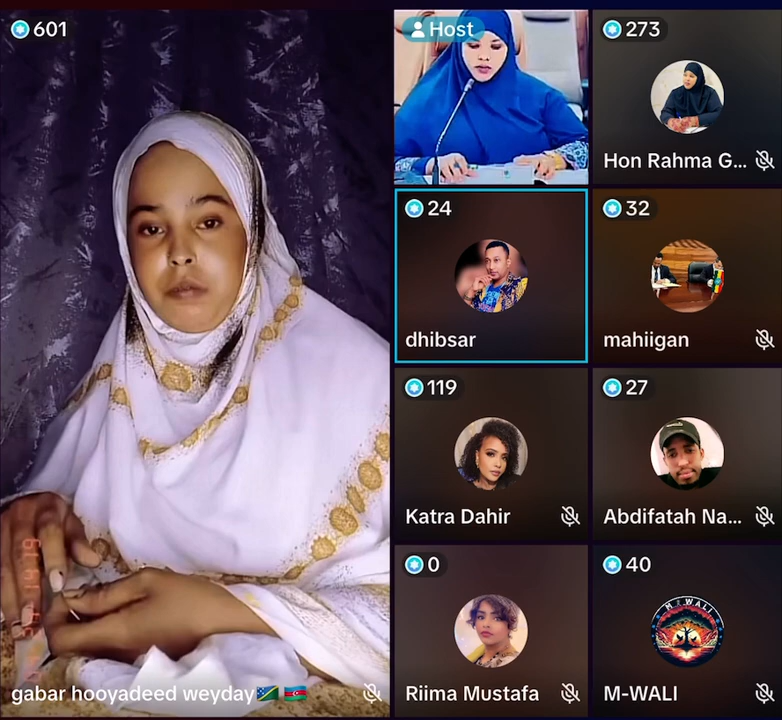 601
gabar hooyadeed weyday🇸🇧 🇦🇿
Host
273
Hon Rahma G...
24
dhibsar
32
mahiigan
119
Katra Dahir
27
Abdifatah Na...
0
Riima Mustafa
40
M-WALI
M WALI